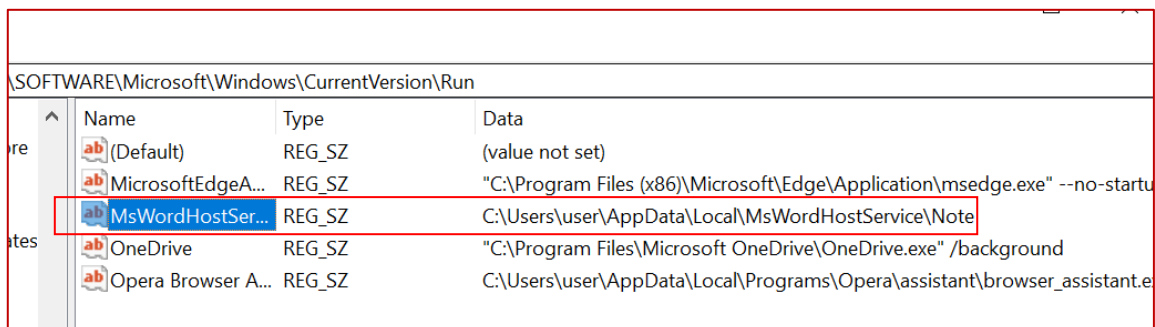 \SOFTWARE\Microsoft\Windows\CurrentVersion\Run
Name Type Data
ore
(Default) REG_SZ (value not set)
MicrosoftEdgeA... REG_SZ "C:\Program Files (x86)\Microsoft\Edge\Application\msedge.exe" --no-startu
MsWordHostSer... REG_SZ C:\Users\user\AppData\Local\MsWordHostService\Note
ates
OneDrive REG_SZ "C:\Program Files\Microsoft OneDrive\OneDrive.exe" /background
Opera Browser A... REG_SZ C:\Users\user\AppData\Local\Programs\Opera\assistant\browser_assistant.e